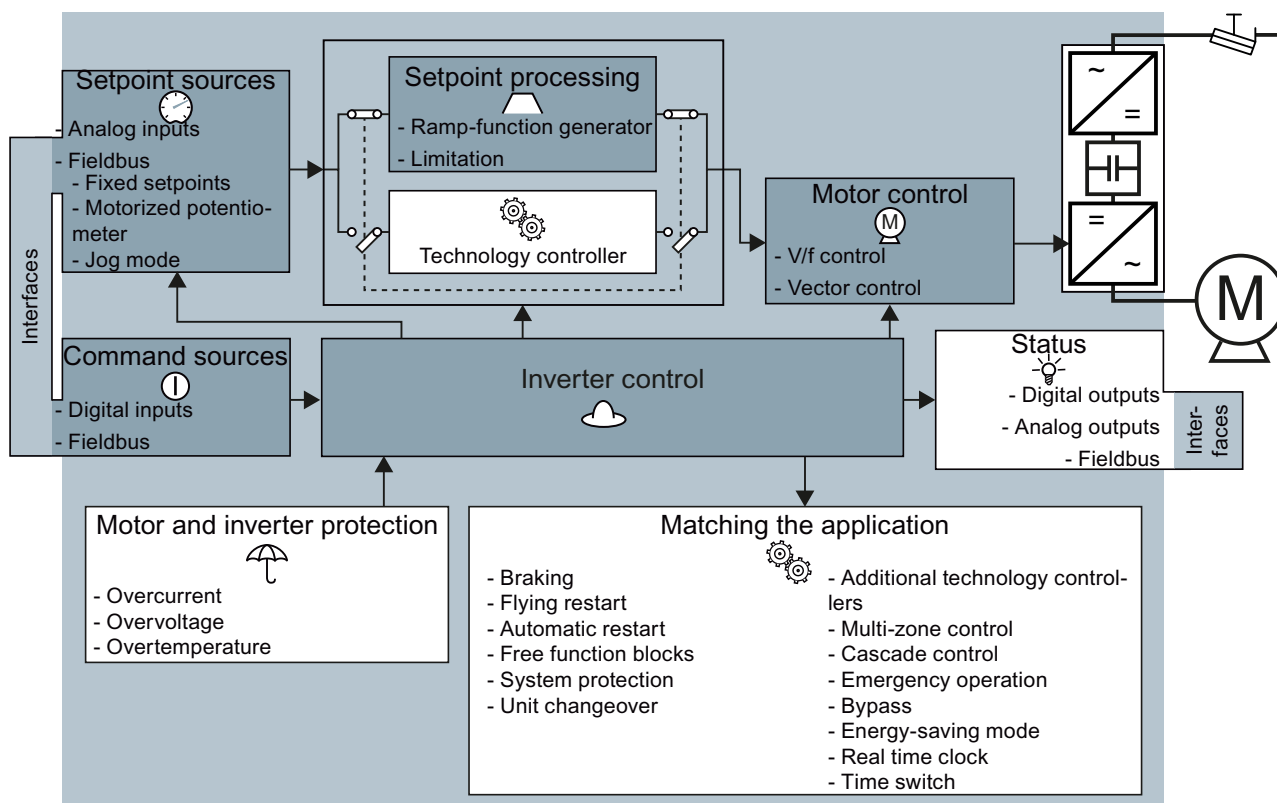 Setpoint sources
- Analog inputs
- Fieldbus
- Fixed setpoints
- Motorized potentio-
meter
- Jog mode
Interfaces
Setpoint processing
- Ramp-function generator
- Limitation
Technology controller
Motor control
M
- V/f control
- Vector control
~
=
=
~
M
Command sources
- Digital inputs
- Fieldbus
Inverter control
Status
- Digital outputs
- Analog outputs
- Fieldbus
Inter-
faces
Motor and inverter protection
- Overcurrent
- Overvoltage
- Overtemperature
Matching the application
- Braking
- Flying restart
- Automatic restart
- Free function blocks
- System protection
- Unit changeover
- Additional technology control-
lers
- Multi-zone control
- Cascade control
- Emergency operation
- Bypass
- Energy-saving mode
- Real time clock
- Time switch